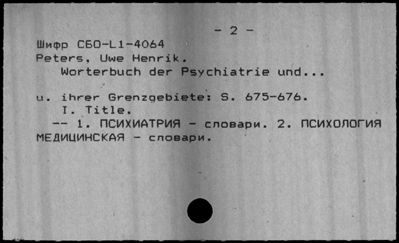 - 2 -
Шифр СБО-L1-4064
Peters, Uwe Henrik.
Worterbuch der Psychiatrie und...
u. ihrer Grenzgebiete: S. 675-676.
I. Title.
-- 1. ПСИХИАТРИЯ - словари. 2. ПСИХОЛОГИЯ
МЕДИЦИНСКАЯ - словари.